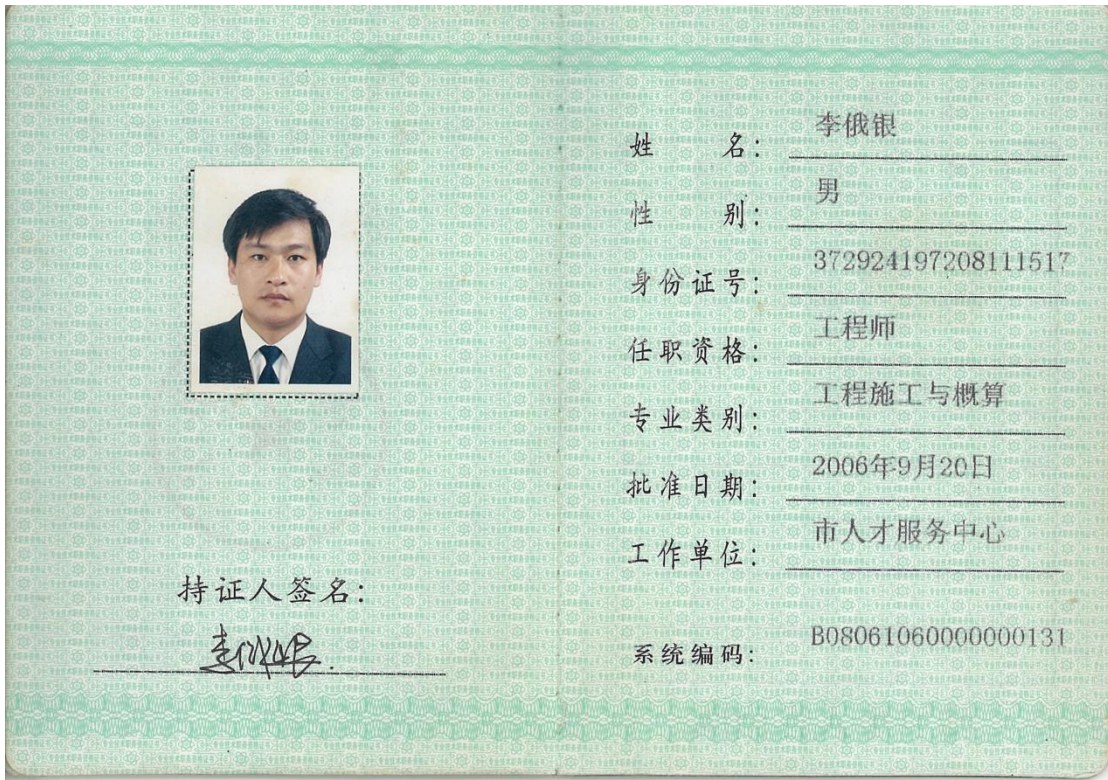 持证人签名：
李俄银
姓 名： 李俄银
性 别： 男
身份证号： 372924197208111517
任职资格： 工程师
专业类别： 工程施工与概算
批准日期： 2006年9月20日
工作单位： 市人才服务中心
系统编码： B08061060000000131